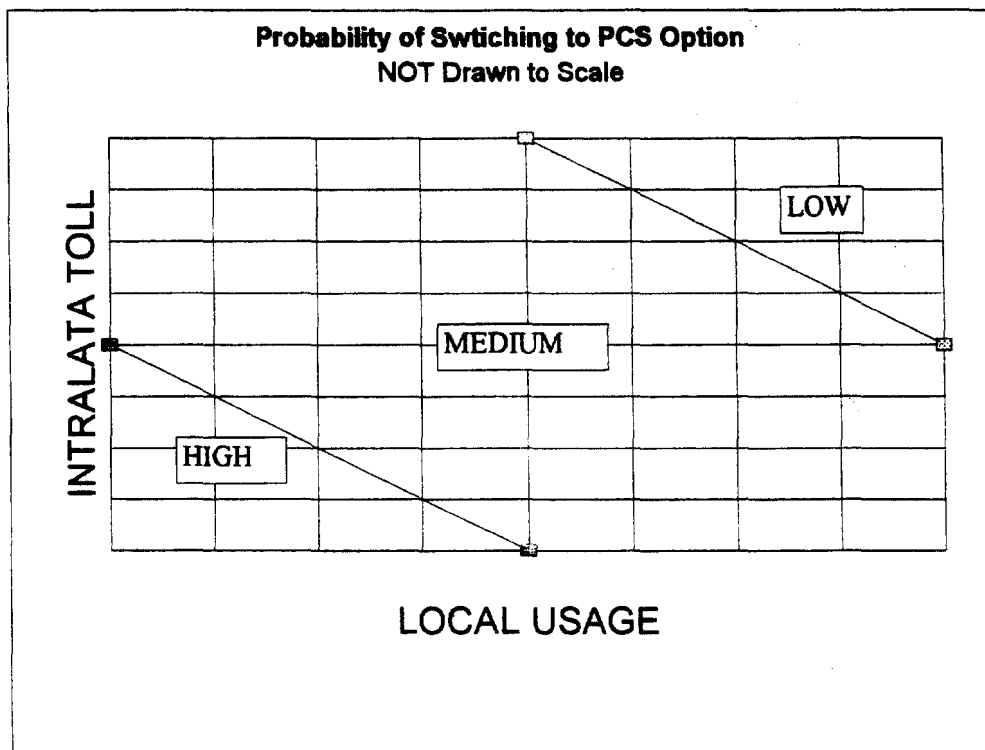 Probability of Swtiching to PCS Option
NOT Drawn to Scale
INTRALATA TOLL
LOW
MEDIUM
HIGH
LOCAL USAGE